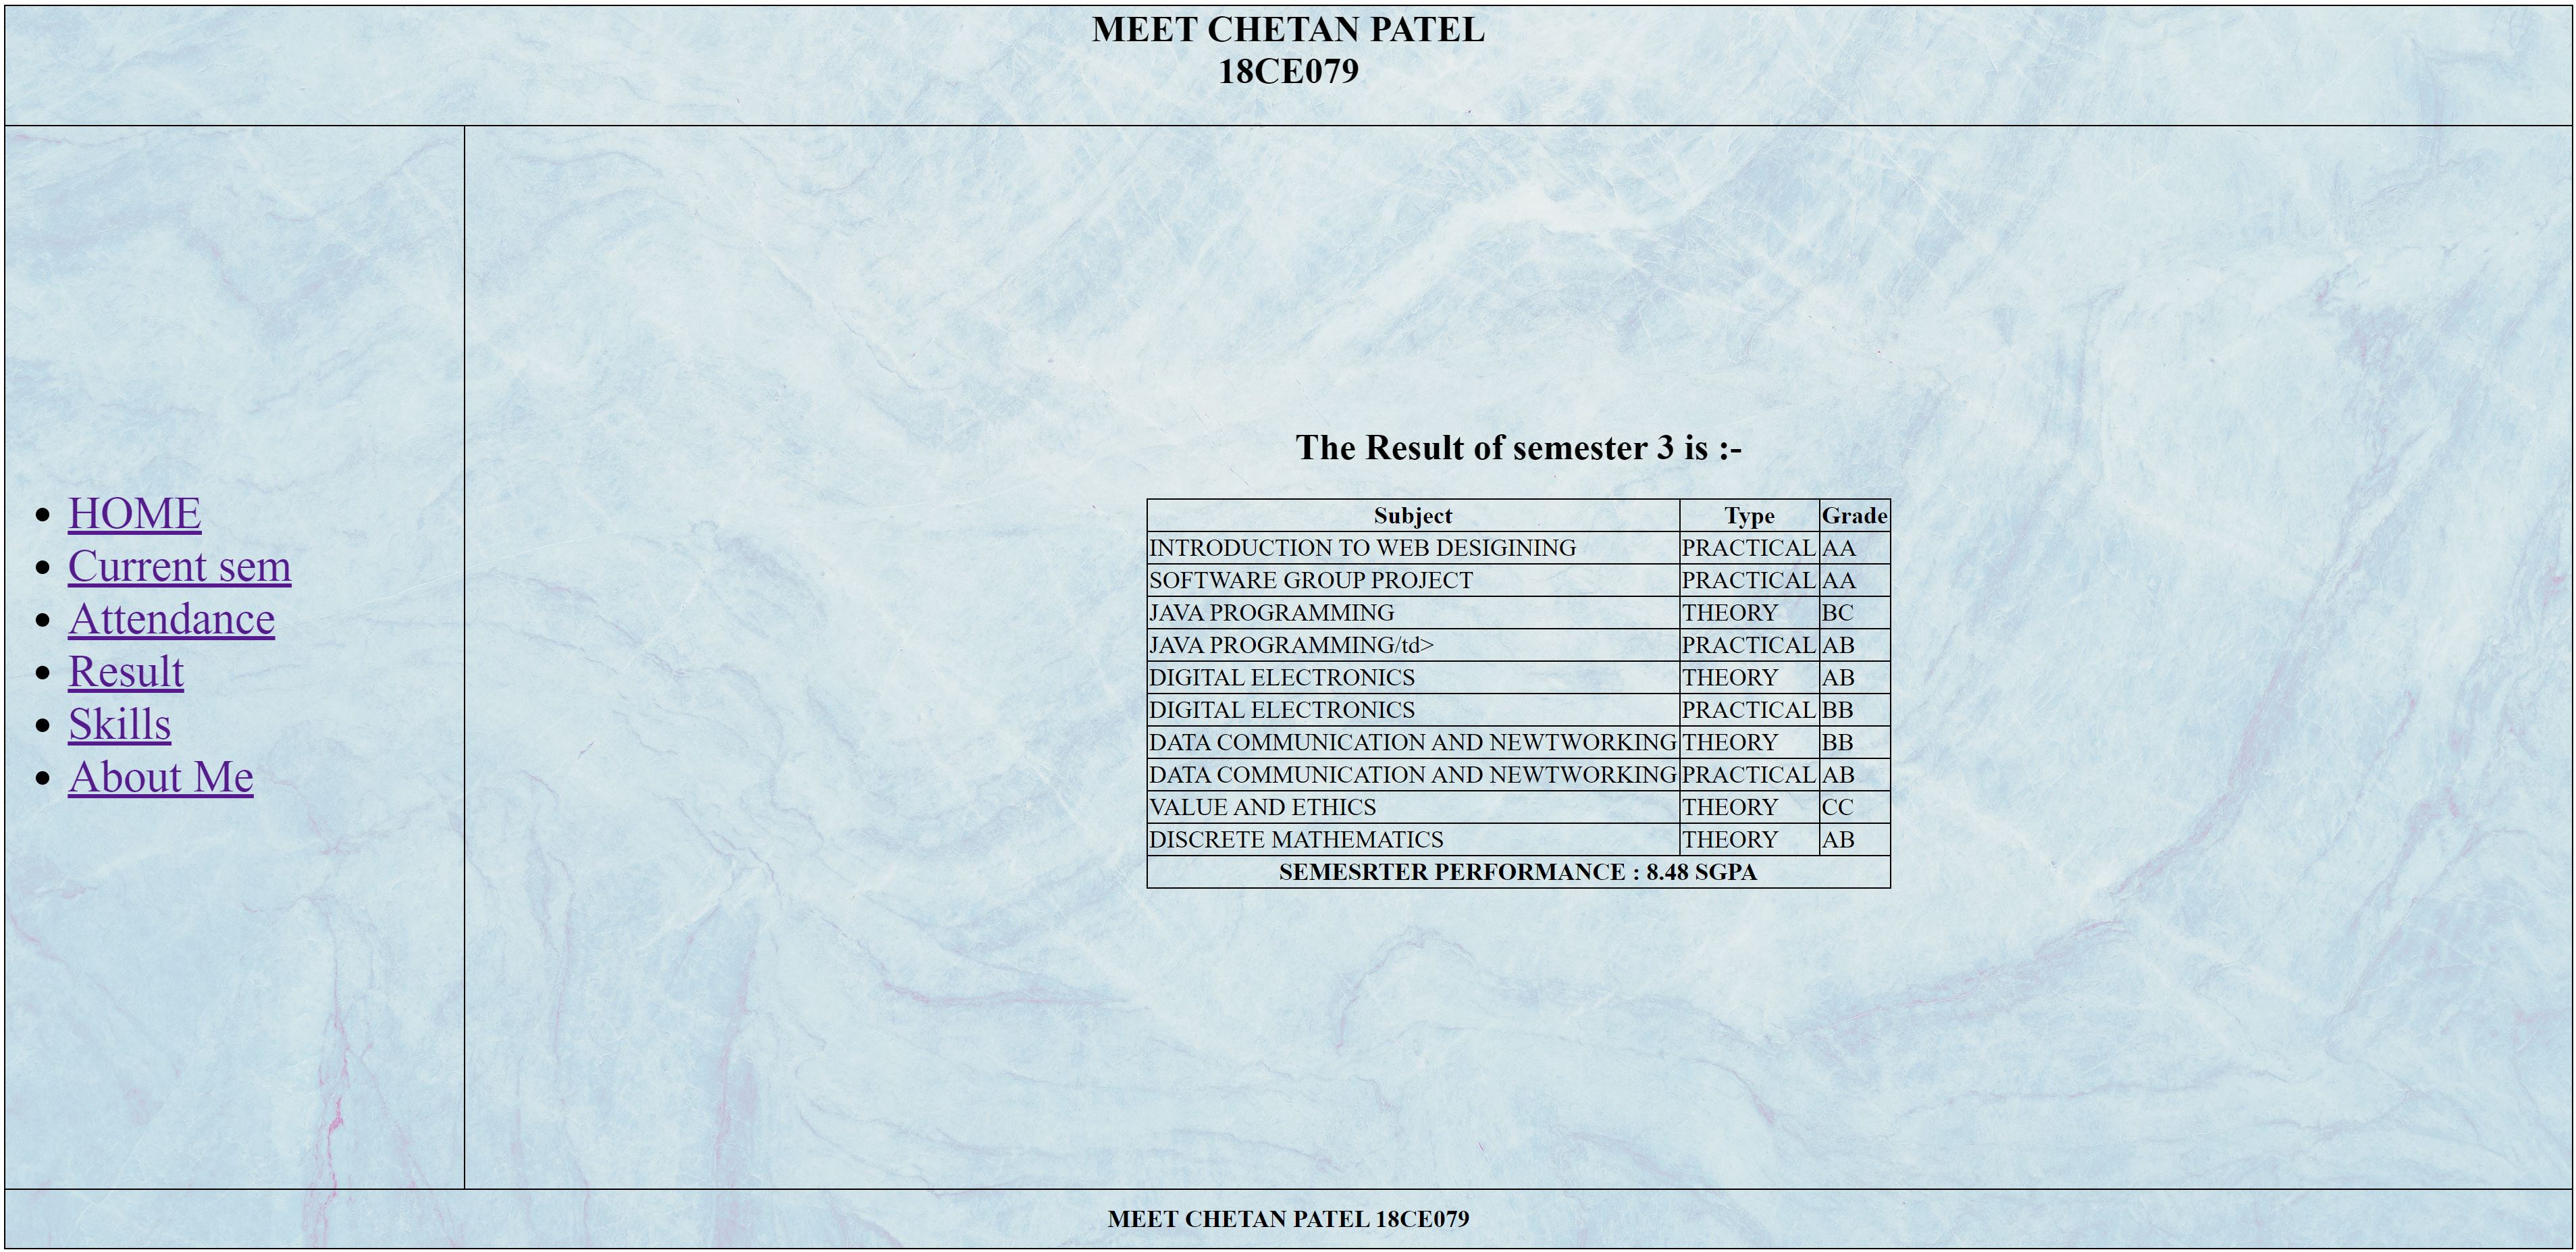 MEET CHETAN PATEL
18CE079
HOME
Current sem
Attendance
Result
Skills
About Me
The Result of semester 3 is :-
Subject Type Grade
INTRODUCTION TO WEB DESIGINING PRACTICAL AA
SOFTWARE GROUP PROJECT PRACTICAL AA
JAVA PROGRAMMING THEORY BC
JAVA PROGRAMMING/td> PRACTICAL AB
DIGITAL ELECTRONICS THEORY AB
DIGITAL ELECTRONICS PRACTICAL BB
DATA COMMUNICATION AND NEWTWORKING THEORY BB
DATA COMMUNICATION AND NEWTWORKING PRACTICAL AB
VALUE AND ETHICS THEORY CC
DISCRETE MATHEMATICS THEORY AB
SEMESRTER PERFORMANCE : 8.48 SGPA
MEET CHETAN PATEL 18CE079